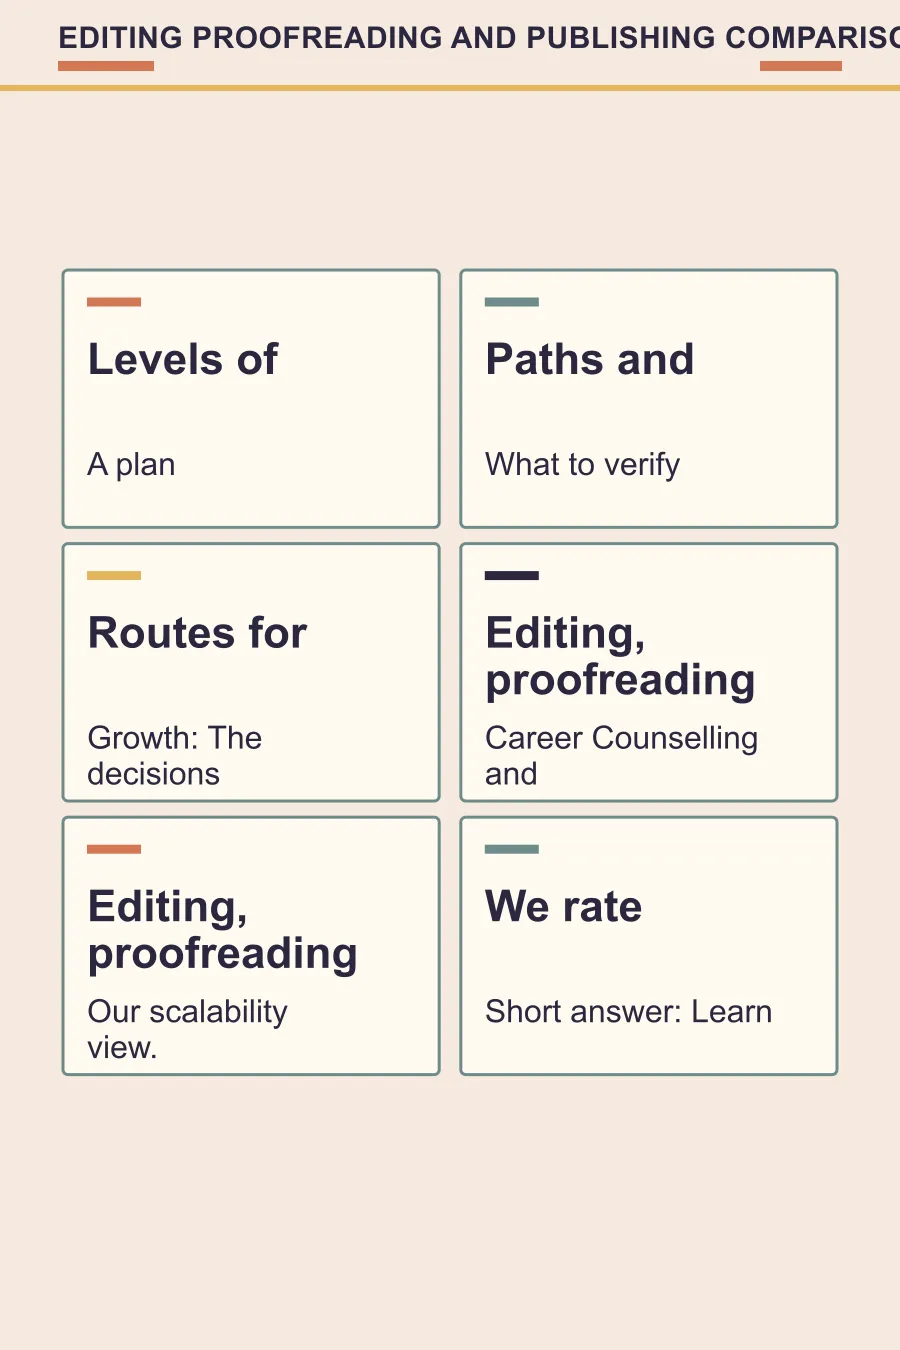 EDITING PROOFREADING AND PUBLISHING COMPARISO
Levels of
A plan
Paths and
What to verify
Routes for
Growth: The
decisions
Editing,
proofreading
Career Counselling
and
Editing,
proofreading
Our scalability
view.
We rate
Short answer: Learn